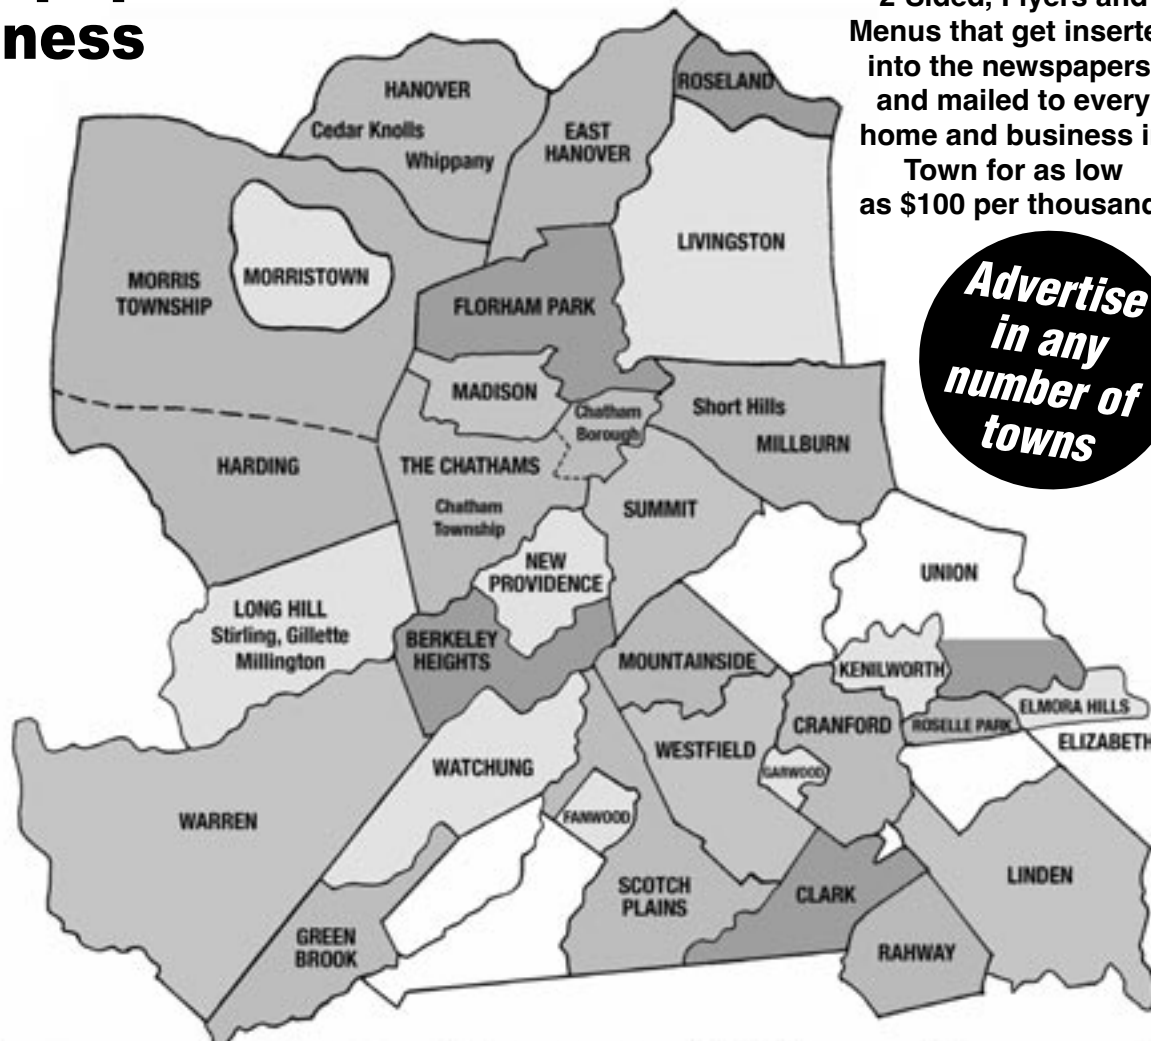 ness
2-Sided, Flyers and
Menus that get inserte
into the newspapers
and mailed to every
home and business i
Town for as low
as $100 per thousand
Advertise
in any
number of
towns
HANOVER
Cedar Knolls
Whippany
EAST
HANOVER
ROSELAND
LIVINGSTON
MORRIS
TOWNSHIP
MORRISTOWN
FLORHAM PARK
MADISON
Chatham
Borough
Short Hills
MILLBURN
HARDING
THE CHATHAMS
Chatham
Township
SUMMIT
NEW
PROVIDENCE
UNION
LONG HILL
Stirling, Gillette
Millington
BERKELEY
HEIGHTS
MOUNTAINSIDE
KENILWORTH
ELMORA HILLS
ROSELLE PARK
CRANFORD
ELIZABETH
WESTFIELD
GARWOOD
WATCHUNG
WARREN
FANWOOD
SCOTCH
PLAINS
CLARK
LINDEN
GREEN
BROOK
RAHWAY